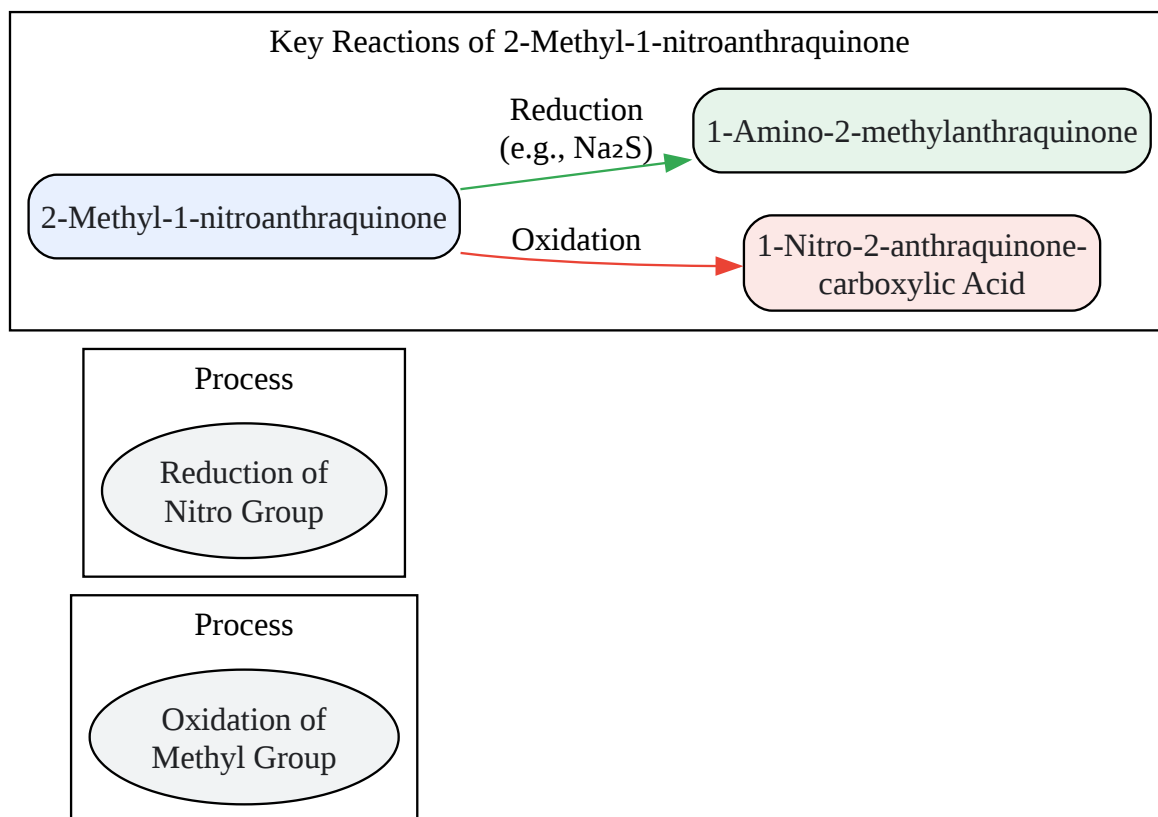 Key Reactions of 2-Methyl-1-nitroanthraquinone
Reduction
(e.g., Na₂S)
1-Amino-2-methylanthraquinone
2-Methyl-1-nitroanthraquinone
Oxidation
1-Nitro-2-anthraquinone-
carboxylic Acid
Process
Reduction of
Nitro Group
Process
Oxidation of
Methyl Group